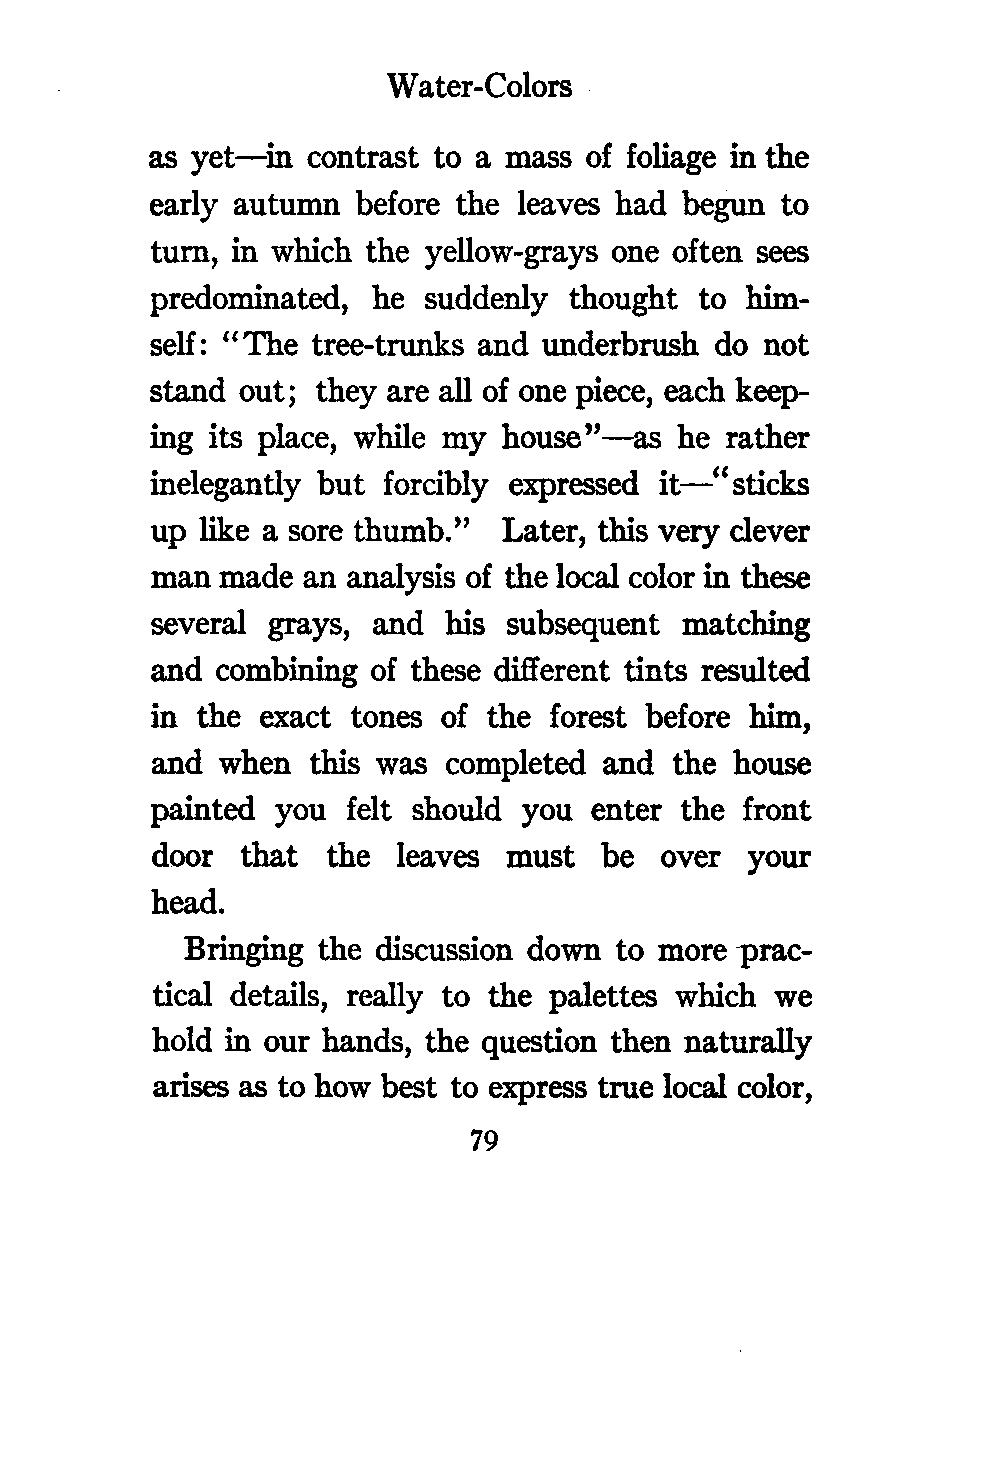 Water-Colors
as yet—in contrast to a mass of foliage in the
early autumn before the leaves had begun to
turn, in which the yellow-grays one often sees
predominated, he suddenly thought to him-
self: “The tree-trunks and underbrush do not
stand out; they are all of one piece, each keep-
ing its place, while my house”—as he rather
inelegantly but forcibly expressed it—“sticks
up like a sore thumb.” Later, this very clever
man made an analysis of the local color in these
several grays, and his subsequent matching
and combining of these different tints resulted
in the exact tones of the forest before him,
and when this was completed and the house
painted you felt should you enter the front
door that the leaves must be over your
head.
Bringing the discussion down to more prac-
tical details, really to the palettes which we
hold in our hands, the question then naturally
arises as to how best to express true local color,
79